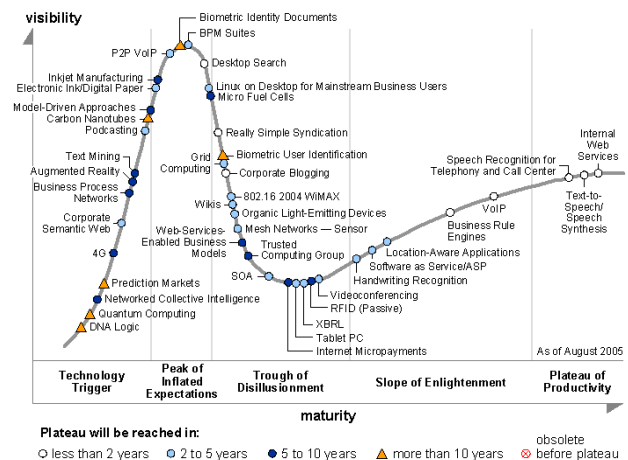 visibility
Biometric Identity Documents
BPM Suites
P2P VoIP
Desktop Search
Inkjet Manufacturing
Electronic Ink/Digital Paper
Linux on Desktop for Mainstream Business Users
Micro Fuel Cells
Model-Driven Approaches
Carbon Nanotubes
Podcasting
Really Simple Syndication
Text Mining
Augmented Reality
Business Process
Networks
Biometric User Identification
Grid
Computing
Corporate Blogging
Internal
Web
Services
Speech Recognition for
Telephony and Call Center
Text-to-
Speech/
Speech
Synthesis
802.16 2004 WiMAX
Wikis
Organic Light-Emitting Devices
VoIP
Corporate
Semantic Web
Mesh Networks — Sensor
Business Rule
Engines
Web-Services-
Enabled Business
Models
Trusted
Computing Group
4G
Location-Aware Applications
Software as Service/ASP
Handwriting Recognition
SOA
Prediction Markets
Videoconferencing
Networked Collective Intelligence
RFID (Passive)
Quantum Computing
XBRL
DNA Logic
Tablet PC
Internet Micropayments
As of August 2005
Technology
Trigger
Peak of
Inflated
Expectations
Trough of
Disillusionment
Slope of Enlightenment
Plateau of
Productivity
maturity
Plateau will be reached in:
less than 2 years
2 to 5 years
5 to 10 years
more than 10 years
obsolete
before plateau